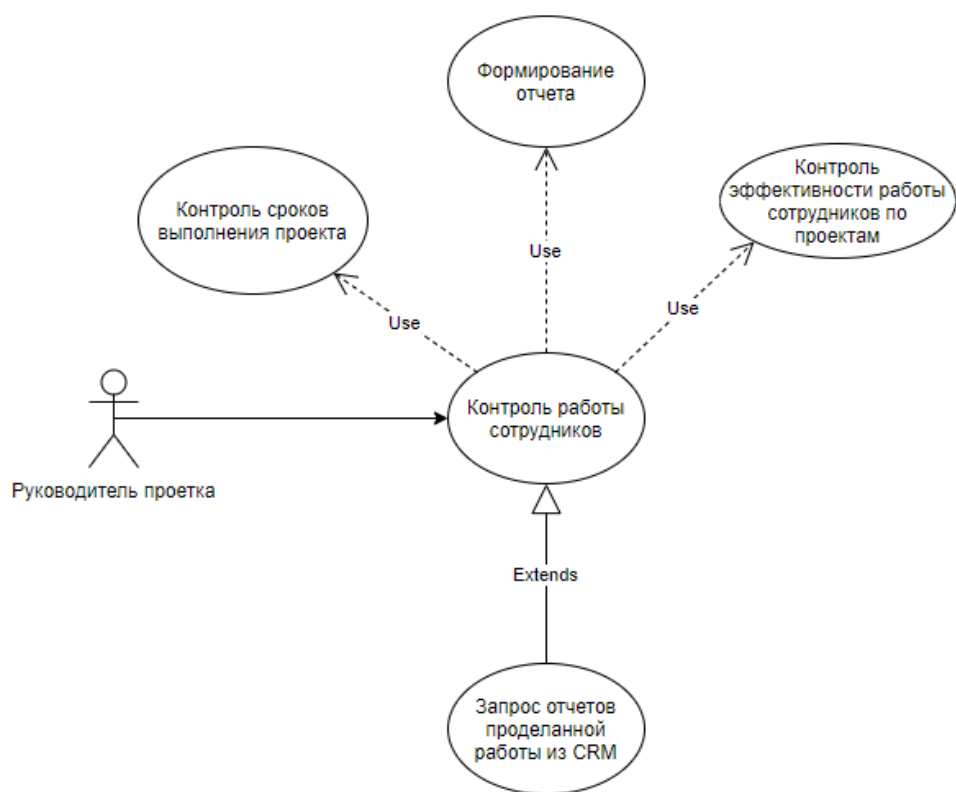 Формирование
отчета
Контроль сроков
выполнения проекта
Контроль
эффективности работы
сотрудников по
проектам
Use
Use
Use
Контроль работы
сотрудников
Руководитель проетка
Extends
Запрос отчетов
проделанной
работы из CRM